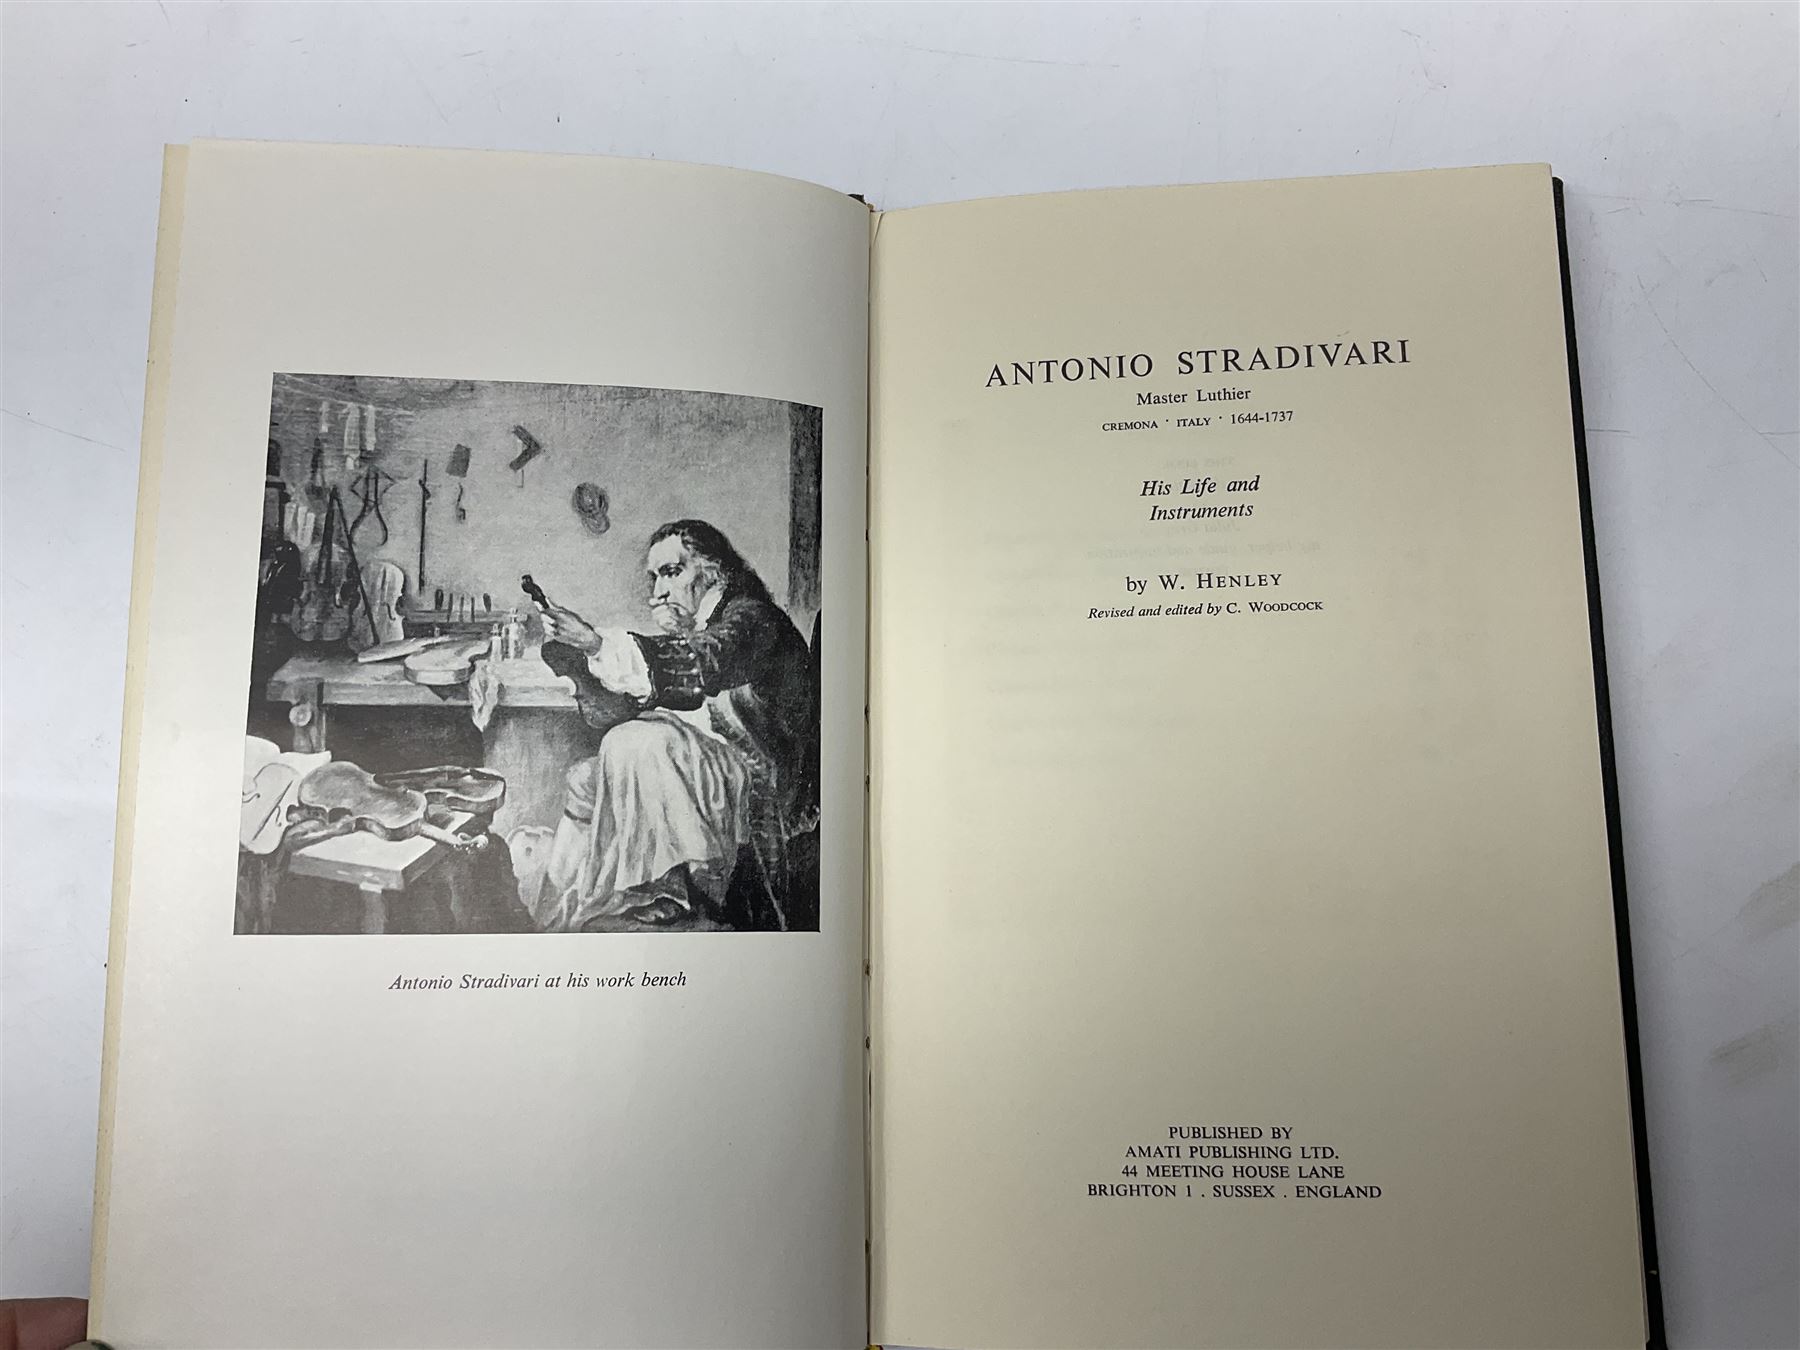 Antonio Stradivari at his work bench
ANTONIO STRADIVARI
Master Luthier
CREMONA · ITALY · 1644-1737
His Life and
Instruments
by W. HENLEY
Revised and edited by C. WOODCOCK
PUBLISHED BY
AMATI PUBLISHING LTD.
44 MEETING HOUSE LANE
BRIGHTON 1 . SUSSEX . ENGLAND